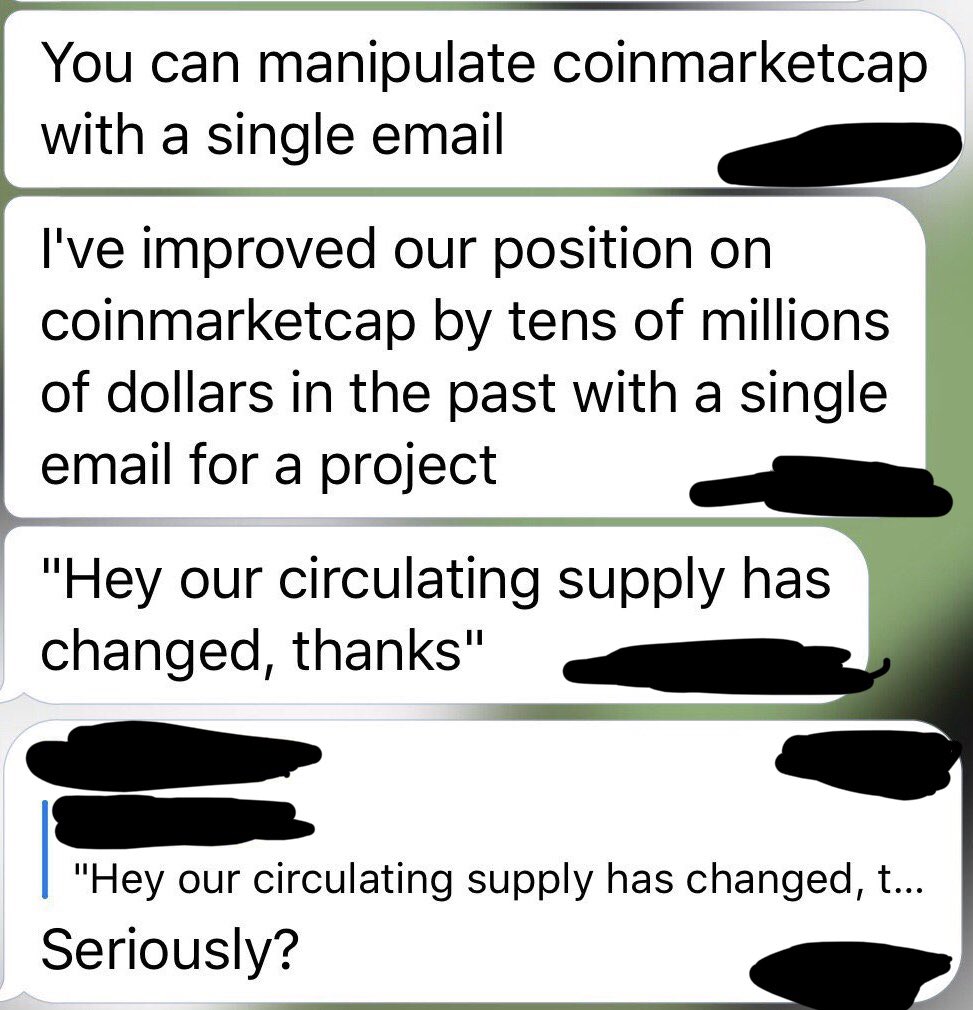 You can manipulate coinmarketcap
with a single email
I've improved our position on
coinmarketcap by tens of millions
of dollars in the past with a single
email for a project
"Hey our circulating supply has
changed, thanks"
"Hey our circulating supply has changed, t...
Seriously?